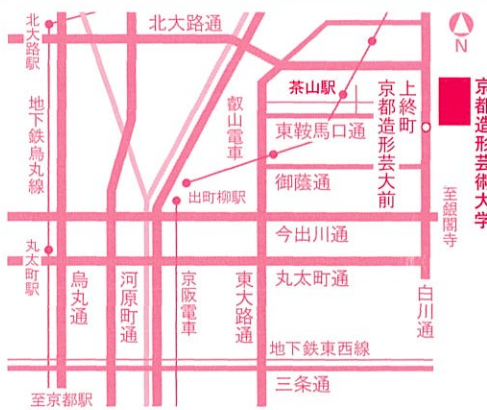 北大路駅
北大路通
N
地下鉄烏丸線
叡山電車
茶山駅
東鞍馬口通
上終町
京都造形芸大前
京都造形芸術大学
至銀閣寺
出町柳駅
御蔭通
今出川通
丸太町駅
丸太町通
烏丸通
河原町通
京阪電車
東大路通
白川通
地下鉄東西線
三条通
至京都駅